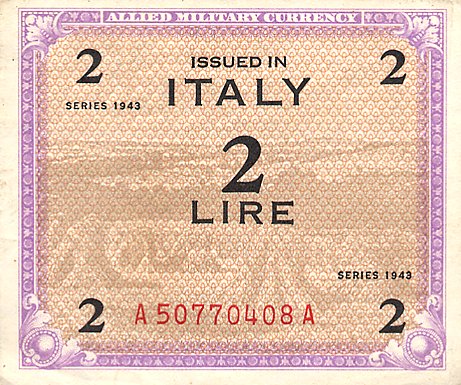 ALLIED MILITARY CURRENCY
2 ISSUED IN 2
SERIES 1943 ITALY
2
LIRE
SERIES 1943
2 A50770408A 2